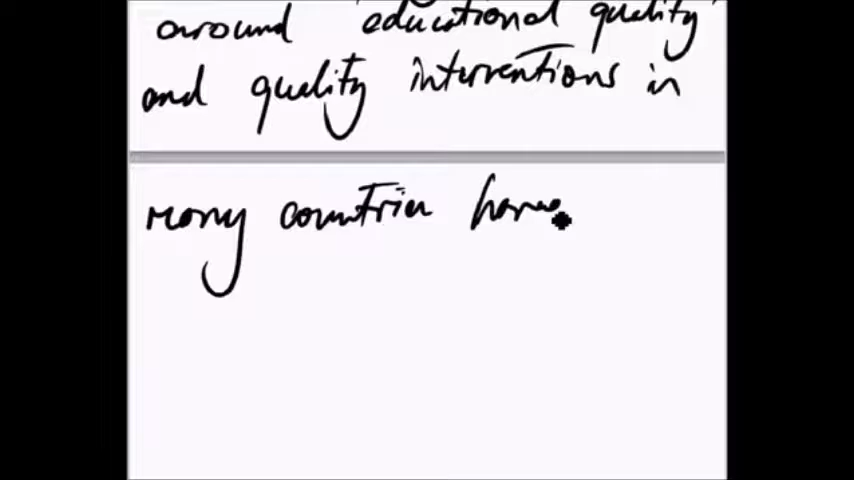 around 'educational quality'
and quality interventions in
many countries have